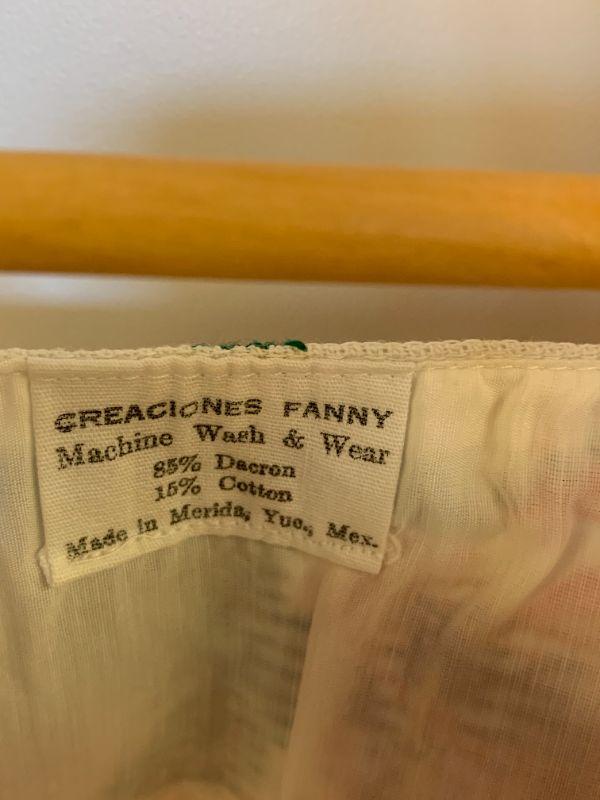 CREACIONES FANNY
Machine Wash & Wear
85% Dacron
15% Cotton
Made in Merida, Yuc., Mex.